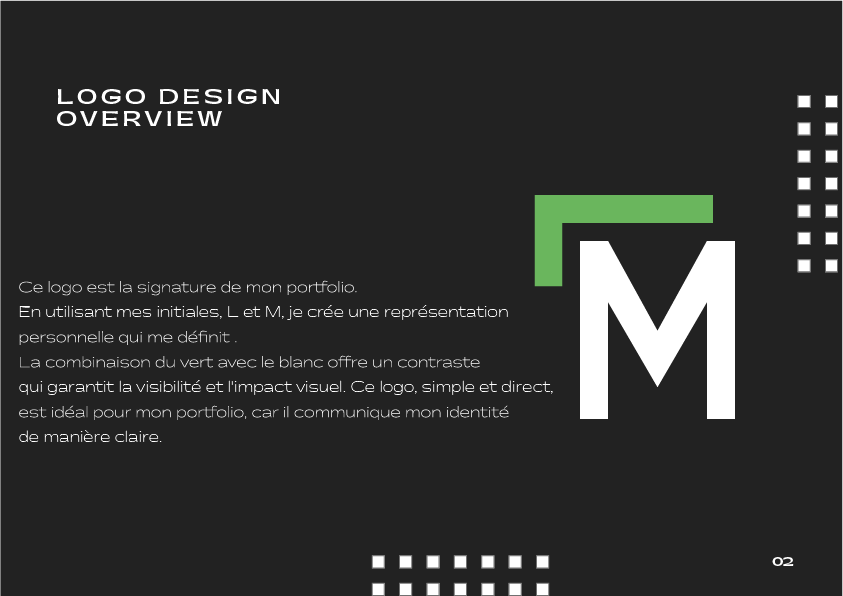 LOGO DESIGN
OVERVIEW
Ce logo est la signature de mon portfolio.
En utilisant mes initiales, L et M, je crée une représentation
personnelle qui me définit .
La combinaison du vert avec le blanc offre un contraste
qui garantit la visibilité et l'impact visuel. Ce logo, simple et direct,
est idéal pour mon portfolio, car il communique mon identité
de manière claire.
M
02